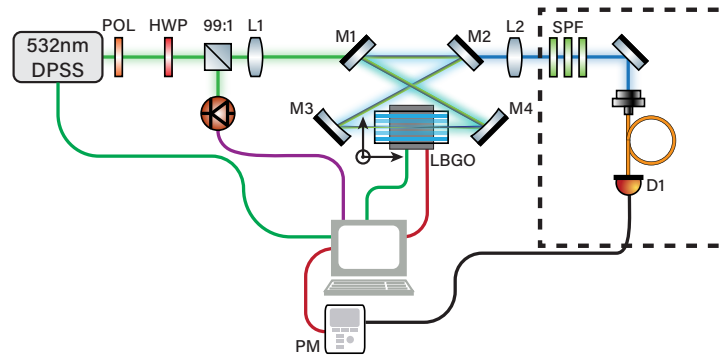 POL HWP 99:1 L1
M1
M2
L2
SPF
532nm
DPSS
M3
M4
LBGO
D1
PM